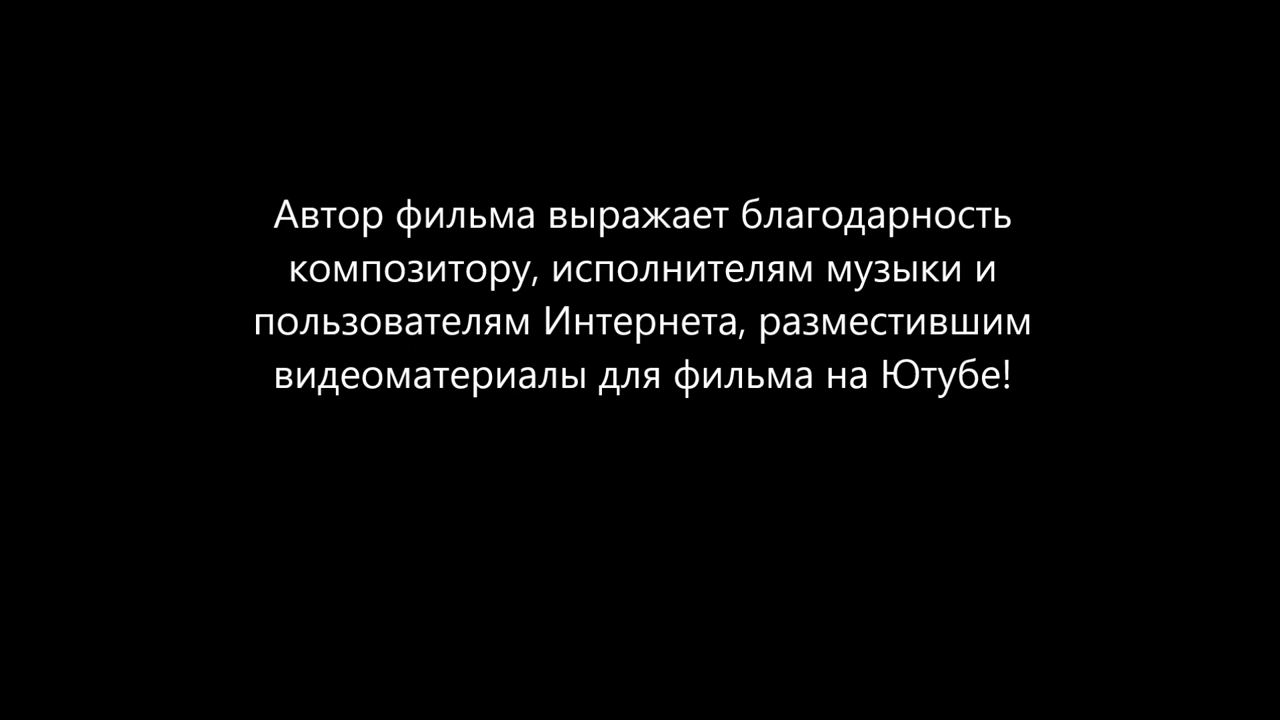 Автор фильма выражает благодарность
композитору, исполнителям музыки и
пользователям Интернета, разместившим
видеоматериалы для фильма на Ютубе!